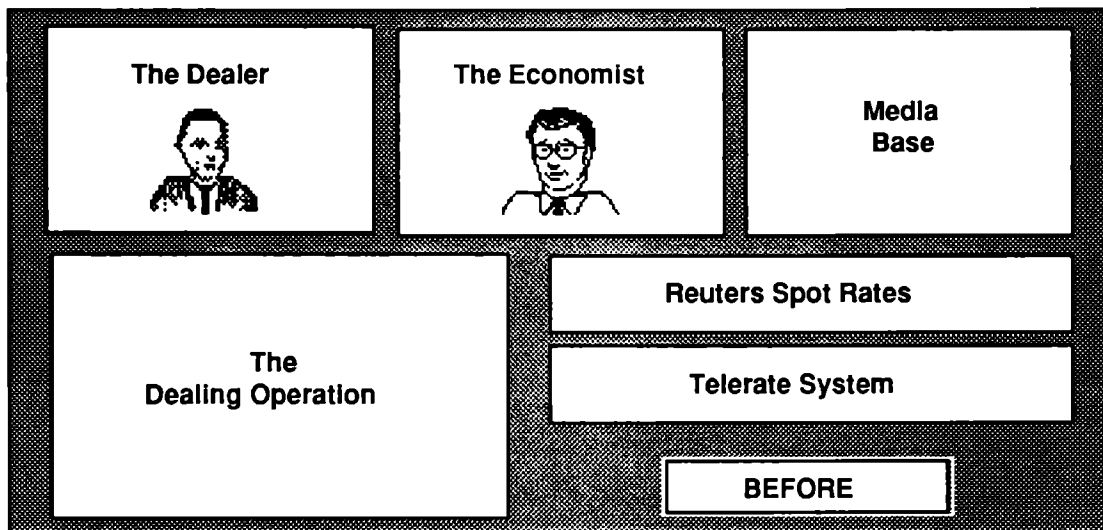 The Dealer
The Economist
Media
Base
The
Dealing Operation
Reuters Spot Rates
Telerate System
BEFORE